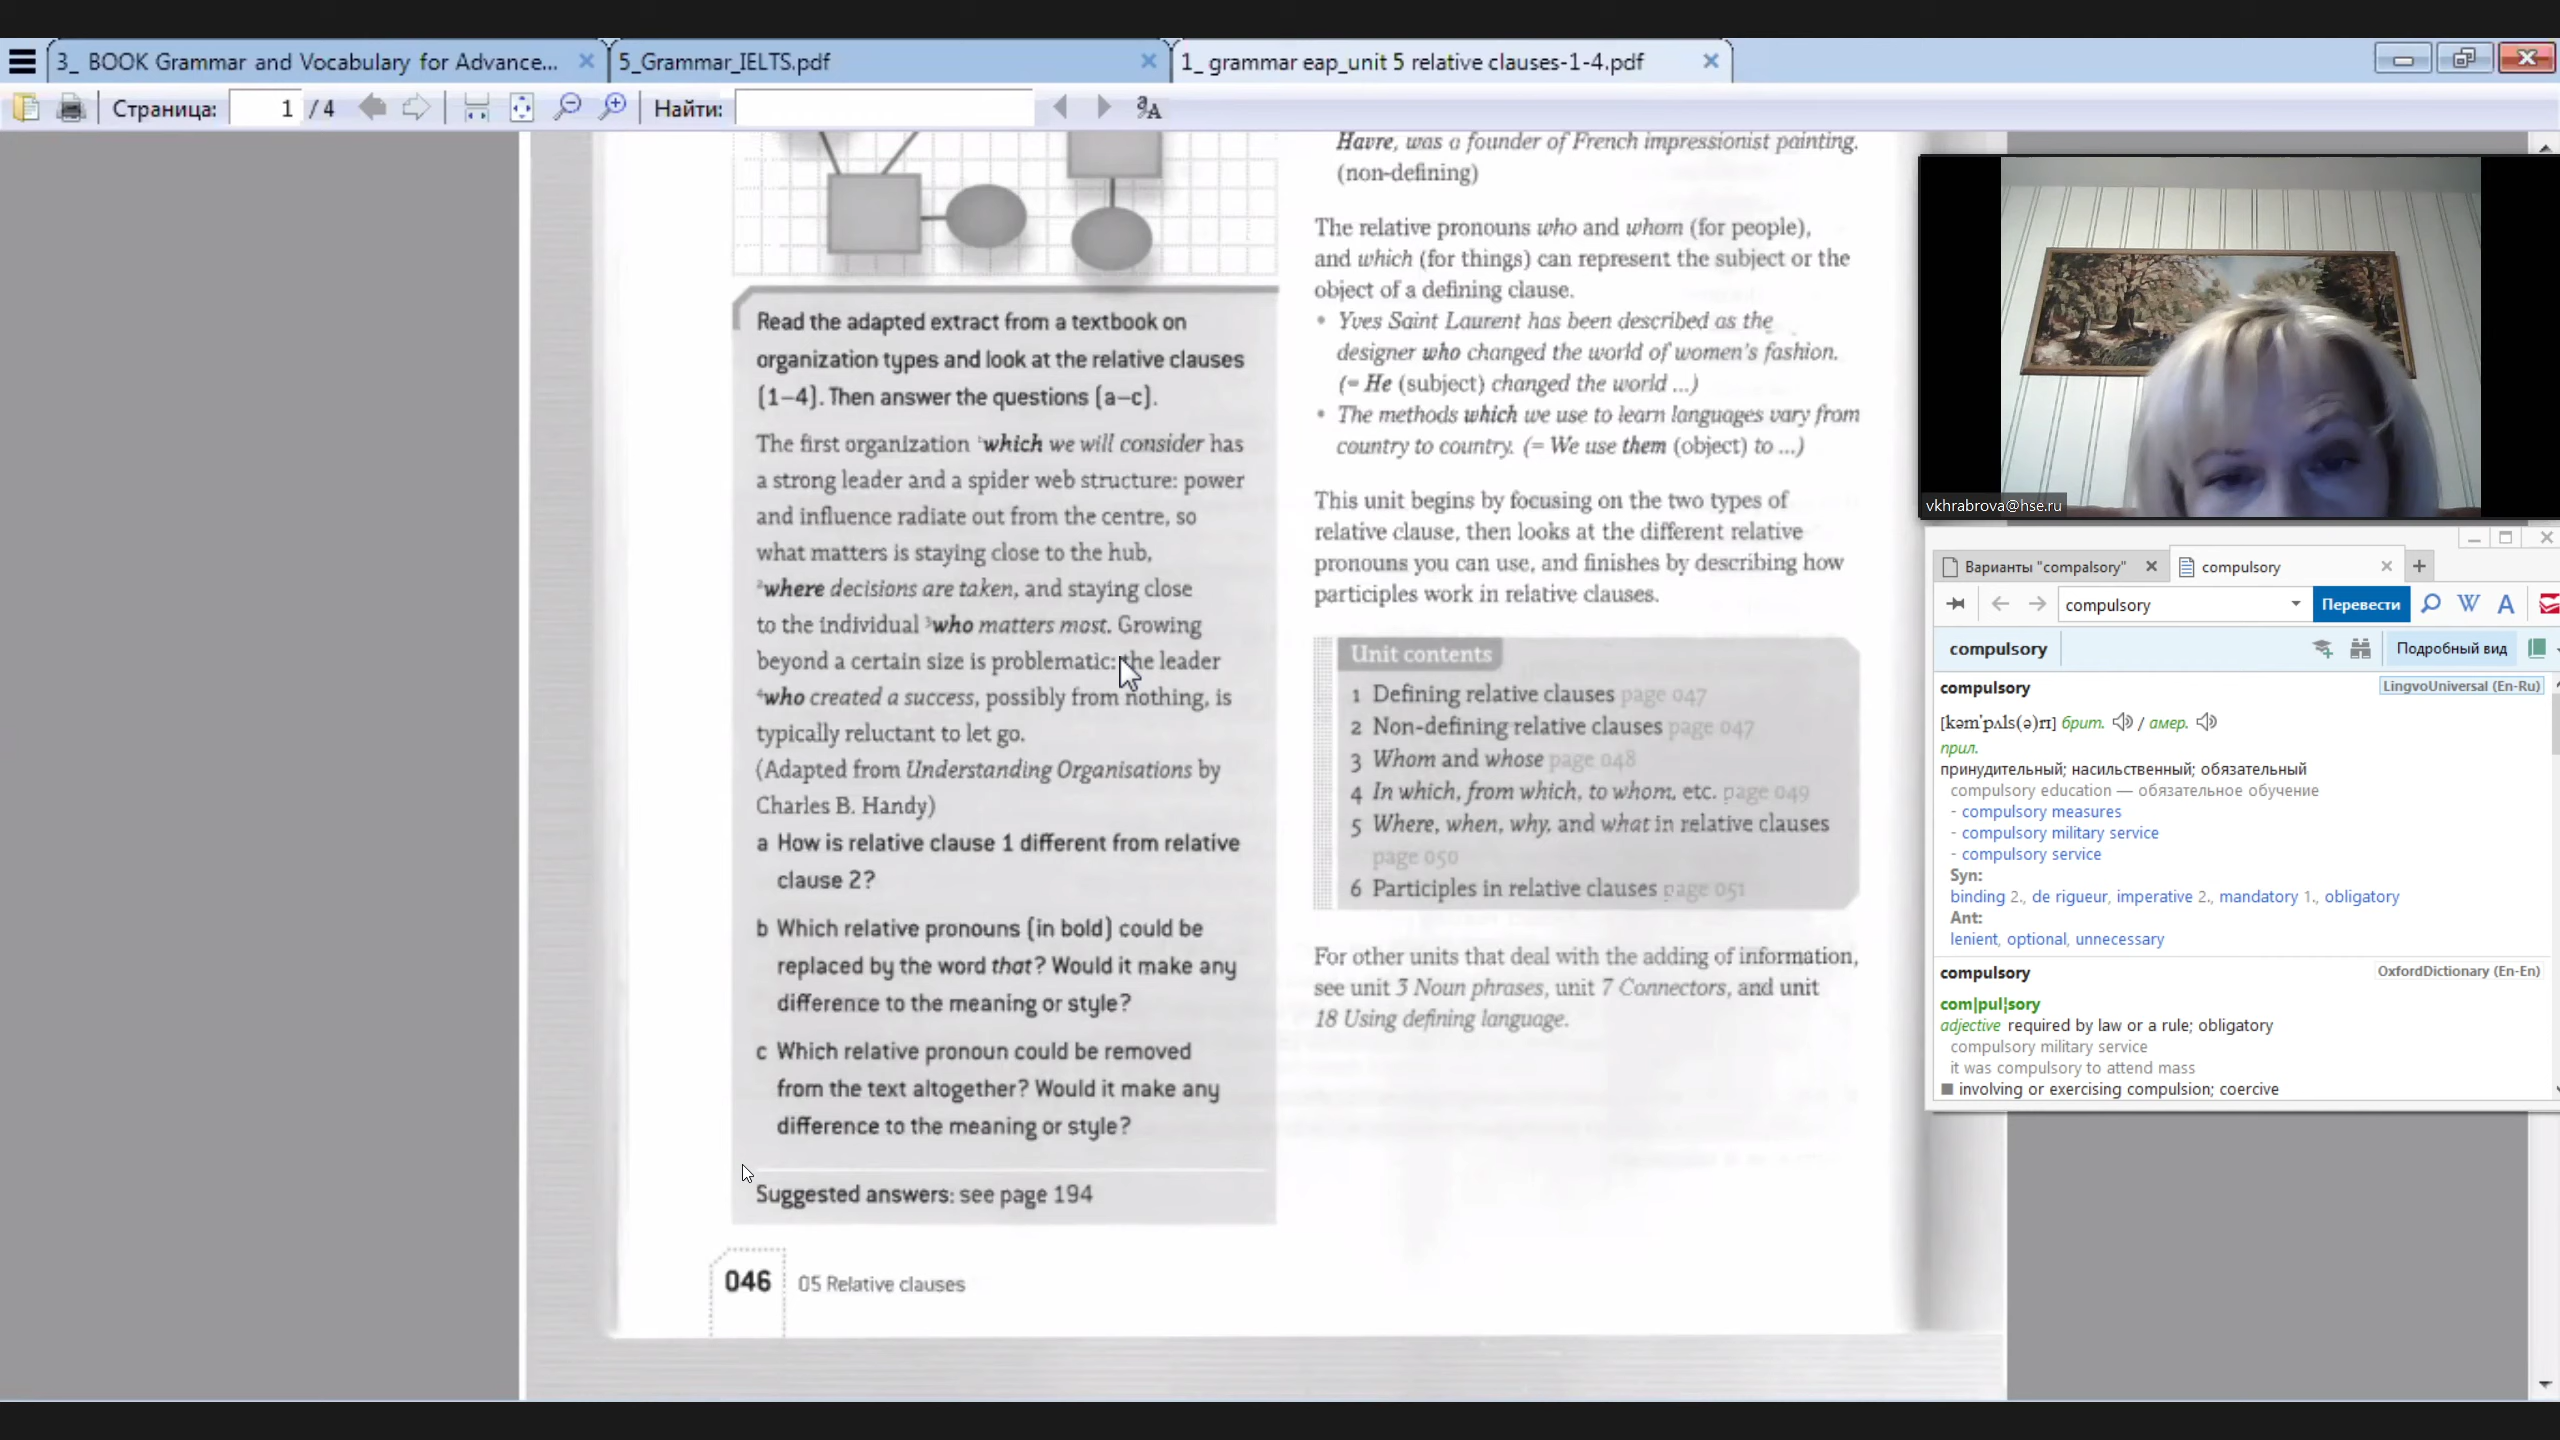 3_ BOOK Grammar and Vocabulary for Advance...
5_Grammar_IELTS.pdf
1_ grammar eap_unit 5 relative clauses-1-4.pdf
Страница: 1 / 4
Найти:
Read the adapted extract from a textbook on
organization types and look at the relative clauses
(1–4). Then answer the questions (a–c).
The first organization ¹which we will consider has
a strong leader and a spider web structure: power
and influence radiate out from the centre, so
what matters is staying close to the hub,
²where decisions are taken, and staying close
to the individual ³who matters most. Growing
beyond a certain size is problematic: the leader
⁴who created a success, possibly from nothing, is
typically reluctant to let go.
(Adapted from Understanding Organisations by
Charles B. Handy)
a How is relative clause 1 different from relative
clause 2?
b Which relative pronouns (in bold) could be
replaced by the word that? Would it make any
difference to the meaning or style?
c Which relative pronoun could be removed
from the text altogether? Would it make any
difference to the meaning or style?
Suggested answers: see page 194
046 05 Relative clauses
Havre, was a founder of French impressionist painting.
(non-defining)
The relative pronouns who and whom (for people),
and which (for things) can represent the subject or the
object of a defining clause.
• Yves Saint Laurent has been described as the
designer who changed the world of women's fashion.
(= He (subject) changed the world ...)
• The methods which we use to learn languages vary from
country to country. (= We use them (object) to ...)
This unit begins by focusing on the two types of
relative clause, then looks at the different relative
pronouns you can use, and finishes by describing how
participles work in relative clauses.
Unit contents
1 Defining relative clauses page 047
2 Non-defining relative clauses page 047
3 Whom and whose page 048
4 In which, from which, to whom, etc. page 049
5 Where, when, why, and what in relative clauses
page 050
6 Participles in relative clauses page 051
For other units that deal with the adding of information,
see unit 3 Noun phrases, unit 7 Connectors, and unit
18 Using defining language.
vkhrabrova@hse.ru
Варианты "compalsory"
compulsory
compulsory
Перевести
compulsory
Подробный вид
compulsory
LingvoUniversal (En-Ru)
[kəm'pʌls(ə)rɪ] брит. / амер.
прил.
принудительный; насильственный; обязательный
compulsory education — обязательное обучение
- compulsory measures
- compulsory military service
- compulsory service
Syn:
binding 2., de rigueur, imperative 2., mandatory 1., obligatory
Ant:
lenient, optional, unnecessary
compulsory
OxfordDictionary (En-En)
com|pul¦sory
adjective required by law or a rule; obligatory
compulsory military service
it was compulsory to attend mass
■ involving or exercising compulsion; coercive